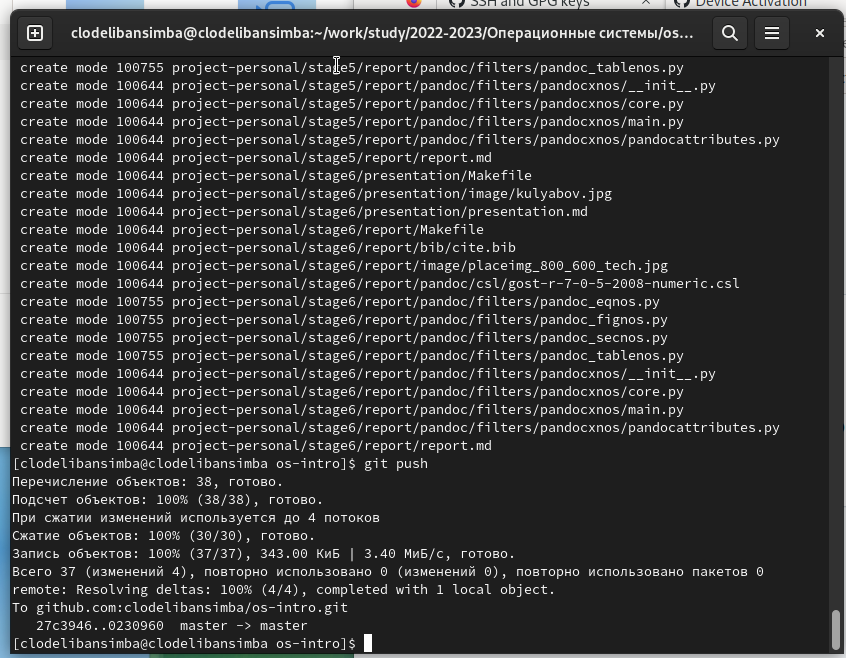 SSH and GPG keys
Device Activation
clodelibansimba@clodelibansimba:~/work/study/2022-2023/Операционные системы/os...
create mode 100755 project-personal/stage5/report/pandoc/filters/pandoc_tablenos.py
create mode 100644 project-personal/stage5/report/pandoc/filters/pandocxnos/__init__.py
create mode 100644 project-personal/stage5/report/pandoc/filters/pandocxnos/core.py
create mode 100644 project-personal/stage5/report/pandoc/filters/pandocxnos/main.py
create mode 100644 project-personal/stage5/report/pandoc/filters/pandocxnos/pandocattributes.py
create mode 100644 project-personal/stage5/report/report.md
create mode 100644 project-personal/stage6/presentation/Makefile
create mode 100644 project-personal/stage6/presentation/image/kulyabov.jpg
create mode 100644 project-personal/stage6/presentation/presentation.md
create mode 100644 project-personal/stage6/report/Makefile
create mode 100644 project-personal/stage6/report/bib/cite.bib
create mode 100644 project-personal/stage6/report/image/placeimg_800_600_tech.jpg
create mode 100644 project-personal/stage6/report/pandoc/csl/gost-r-7-0-5-2008-numeric.csl
create mode 100755 project-personal/stage6/report/pandoc/filters/pandoc_eqnos.py
create mode 100755 project-personal/stage6/report/pandoc/filters/pandoc_fignos.py
create mode 100755 project-personal/stage6/report/pandoc/filters/pandoc_secnos.py
create mode 100755 project-personal/stage6/report/pandoc/filters/pandoc_tablenos.py
create mode 100644 project-personal/stage6/report/pandoc/filters/pandocxnos/__init__.py
create mode 100644 project-personal/stage6/report/pandoc/filters/pandocxnos/core.py
create mode 100644 project-personal/stage6/report/pandoc/filters/pandocxnos/main.py
create mode 100644 project-personal/stage6/report/pandoc/filters/pandocxnos/pandocattributes.py
create mode 100644 project-personal/stage6/report/report.md
[clodelibansimba@clodelibansimba os-intro]$ git push
Перечисление объектов: 38, готово.
Подсчет объектов: 100% (38/38), готово.
При сжатии изменений используется до 4 потоков
Сжатие объектов: 100% (30/30), готово.
Запись объектов: 100% (37/37), 343.00 КиБ | 3.40 МиБ/с, готово.
Всего 37 (изменений 4), повторно использовано 0 (изменений 0), повторно использовано пакетов 0
remote: Resolving deltas: 100% (4/4), completed with 1 local object.
To github.com:clodelibansimba/os-intro.git
27c3946..0230960 master -> master
[clodelibansimba@clodelibansimba os-intro]$